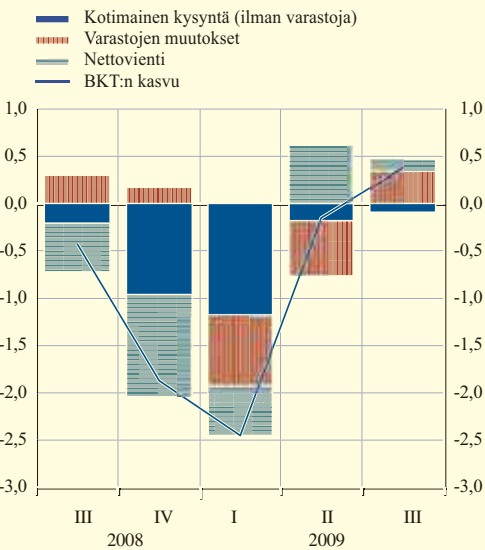 Kotimainen kysyntä (ilman varastoja)
Varastojen muutokset
Nettovienti
BKT:n kasvu
1,0 1,0
0,5 0,5
0,0 0,0
-0,5 -0,5
-1,0 -1,0
-1,5 -1,5
-2,0 -2,0
-2,5 -2,5
-3,0 -3,0
III IV I II III
2008 2009